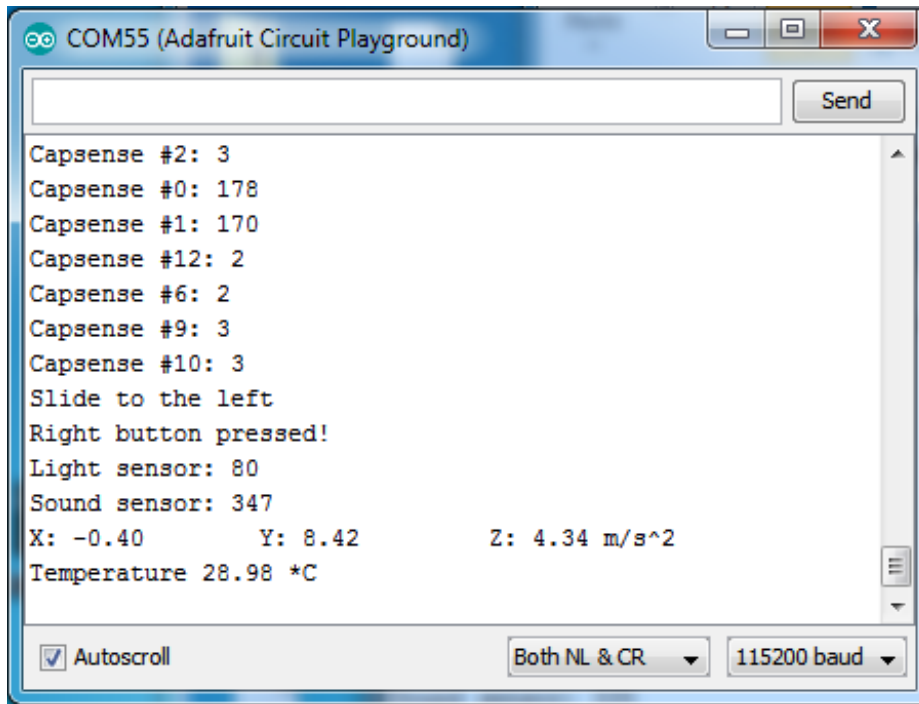 COM55 (Adafruit Circuit Playground)
Send
Capsense #2: 3
Capsense #0: 178
Capsense #1: 170
Capsense #12: 2
Capsense #6: 2
Capsense #9: 3
Capsense #10: 3
Slide to the left
Right button pressed!
Light sensor: 80
Sound sensor: 347
X: -0.40 Y: 8.42 Z: 4.34 m/s^2
Temperature 28.98 *C
Autoscroll Both NL & CR 115200 baud